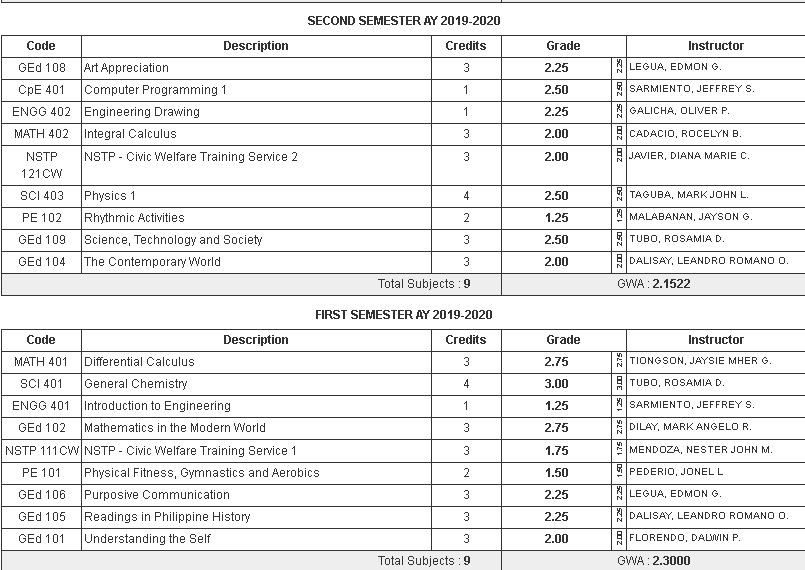 SECOND SEMESTER AY 2019-2020
Code Description Credits Grade Instructor
GEd 108 Art Appreciation 3 2.25 2.25 LEGUA, EDMON G.
CpE 401 Computer Programming 1 1 2.50 2.50 SARMIENTO, JEFFREY S.
ENGG 402 Engineering Drawing 1 2.25 2.25 GALICHA, OLIVER P.
MATH 402 Integral Calculus 3 2.00 2.00 CADACIO, ROCELYN B.
NSTP 121CW NSTP - Civic Welfare Training Service 2 3 2.00 2.00 JAVIER, DIANA MARIE C.
SCI 403 Physics 1 4 2.50 2.50 TAGUBA, MARK JOHN L.
PE 102 Rhythmic Activities 2 1.25 1.25 MALABANAN, JAYSON G.
GEd 109 Science, Technology and Society 3 2.50 2.50 TUBO, ROSAMIA D.
GEd 104 The Contemporary World 3 2.00 2.00 DALISAY, LEANDRO ROMANO O.
Total Subjects : 9 GWA : 2.1522
FIRST SEMESTER AY 2019-2020
Code Description Credits Grade Instructor
MATH 401 Differential Calculus 3 2.75 2.75 TIONGSON, JAYSIE MHER G.
SCI 401 General Chemistry 4 3.00 3.00 TUBO, ROSAMIA D.
ENGG 401 Introduction to Engineering 1 1.25 1.25 SARMIENTO, JEFFREY S.
GEd 102 Mathematics in the Modern World 3 2.75 2.75 DILAY, MARK ANGELO R.
NSTP 111CW NSTP - Civic Welfare Training Service 1 3 1.75 1.75 MENDOZA, NESTER JOHN M.
PE 101 Physical Fitness, Gymnastics and Aerobics 2 1.50 1.50 PEDERIO, JONEL L
GEd 106 Purposive Communication 3 2.25 2.25 LEGUA, EDMON G.
GEd 105 Readings in Philippine History 3 2.25 2.25 DALISAY, LEANDRO ROMANO O.
GEd 101 Understanding the Self 3 2.00 2.00 FLORENDO, DALWIN P.
Total Subjects : 9 GWA : 2.3000